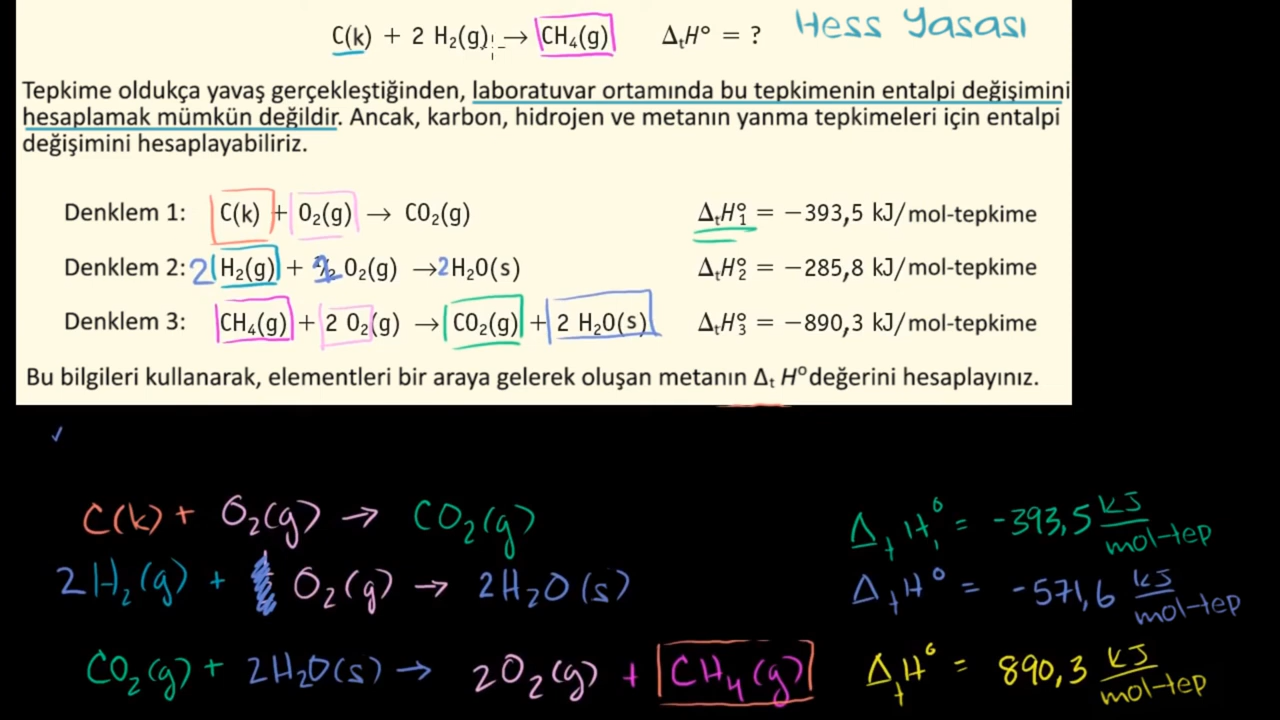 C(k) + 2 H₂(g) → CH₄(g) ΔₜH° = ? Hess Yasası
Tepkime oldukça yavaş gerçekleştiğinden, laboratuvar ortamında bu tepkimenin entalpi değişimini
hesaplamak mümkün değildir. Ancak, karbon, hidrojen ve metanın yanma tepkimeleri için entalpi
değişimini hesaplayabiliriz.
Denklem 1: C(k) + O₂(g) → CO₂(g) ΔₜH°₁ = −393,5 kJ/mol-tepkime
Denklem 2: 2 H₂(g) + O₂(g) → 2 H₂O(s) ΔₜH°₂ = −285,8 kJ/mol-tepkime
Denklem 3: CH₄(g) + 2 O₂(g) → CO₂(g) + 2 H₂O(s) ΔₜH°₃ = −890,3 kJ/mol-tepkime
Bu bilgileri kullanarak, elementleri bir araya gelerek oluşan metanın Δₜ H° değerini hesaplayınız.
C(k) + O₂(g) → CO₂(g) ΔₜH₁° = -393,5 kJ/mol-tep
2H₂(g) + O₂(g) → 2H₂O(s) ΔₜH° = -571,6 kJ/mol-tep
CO₂(g) + 2H₂O(s) → 2O₂(g) + CH₄(g) ΔₜH° = 890,3 kJ/mol-tep